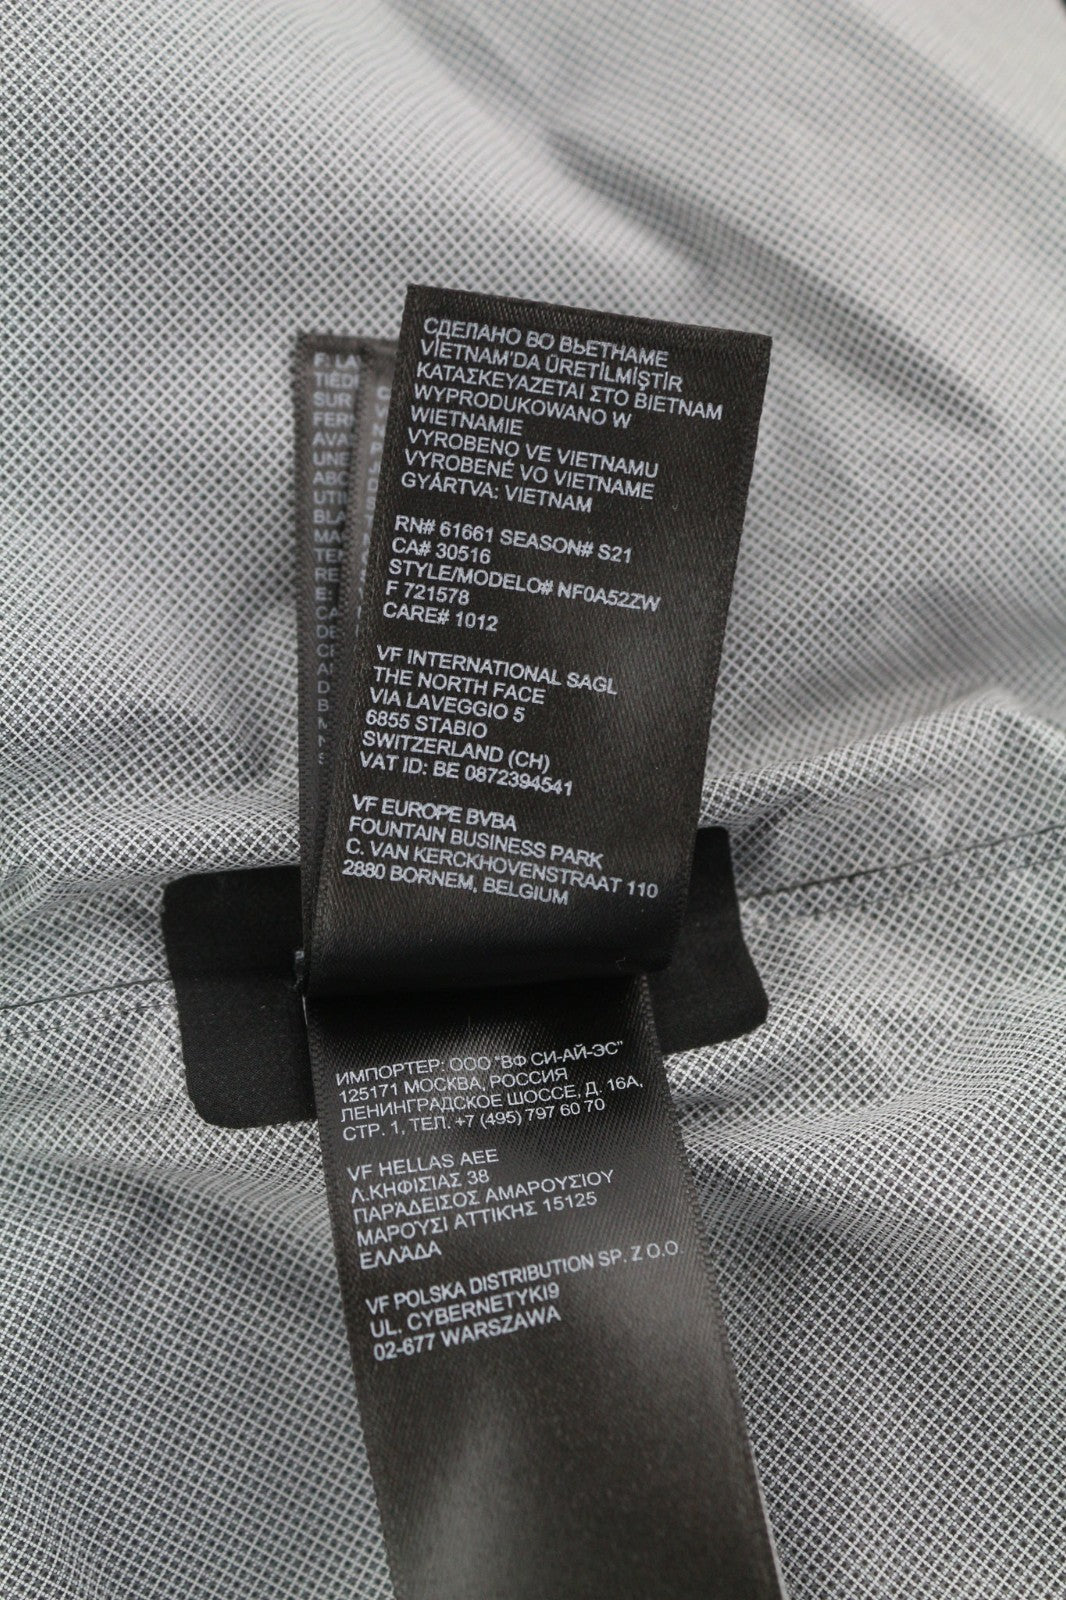 СДЕЛАНО ВО ВЬЕТНАМЕ
VİETNAM'DA ÜRETİLMİŞTİR
ΚΑΤΑΣΚΕΥΑΖΕΤΑΙ ΣΤΟ ΒΙΕΤΝΑΜ
WYPRODUKOWANO W
WIETNAMIE
VYROBENO VE VIETNAMU
VYROBENÉ VO VIETNAME
GYÁRTVA: VIETNAM
RN# 61661 SEASON# S21
CA# 30516
STYLE/MODELO# NF0A52ZW
F 721578
CARE# 1012
VF INTERNATIONAL SAGL
THE NORTH FACE
VIA LAVEGGIO 5
6855 STABIO
SWITZERLAND (CH)
VAT ID: BE 0872394541
VF EUROPE BVBA
FOUNTAIN BUSINESS PARK
C. VAN KERCKHOVENSTRAAT 110
2880 BORNEM, BELGIUM
ИМПОРТЕР: ООО "ВФ СИ-АЙ-ЭС"
125171 МОСКВА, РОССИЯ
ЛЕНИНГРАДСКОЕ ШОССЕ, Д. 16А,
СТР. 1, ТЕЛ. +7 (495) 797 60 70
VF HELLAS AEE
Λ.ΚΗΦΙΣΙΑΣ 38
ΠΑΡΆΔΕΙΣΟΣ ΑΜΑΡΟΥΣΙΟΥ
ΜΑΡΟΥΣΙ ΑΤΤΙΚΗΣ 15125
ΕΛΛΆΔΑ
VF POLSKA DISTRIBUTION SP. Z O.O.
UL. CYBERNETYKI9
02-677 WARSZAWA